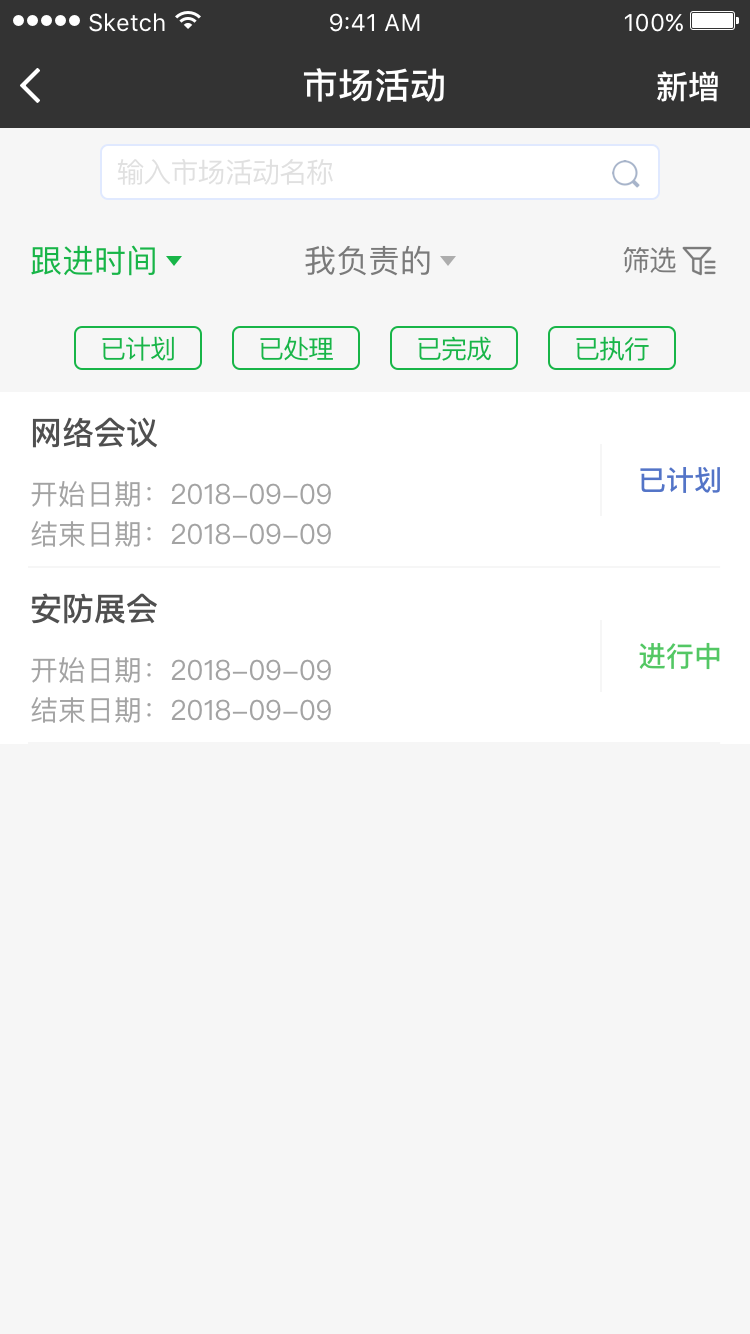 Sketch 9:41 AM 100%
市场活动 新增
输入市场活动名称
跟进时间 我负责的 筛选
已计划 已处理 已完成 已执行
网络会议
已计划
开始日期：2018-09-09
结束日期：2018-09-09
安防展会
进行中
开始日期：2018-09-09
结束日期：2018-09-09